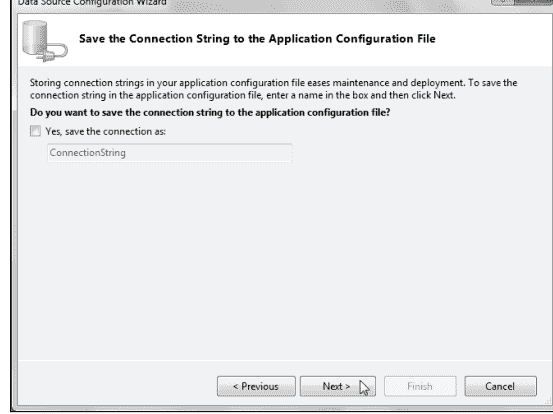 Data Source Configuration Wizard
Save the Connection String to the Application Configuration File
Storing connection strings in your application configuration file eases maintenance and deployment. To save the
connection string in the application configuration file, enter a name in the box and then click Next.
Do you want to save the connection string to the application configuration file?
Yes, save the connection as:
ConnectionString
< Previous
Next >
Finish
Cancel